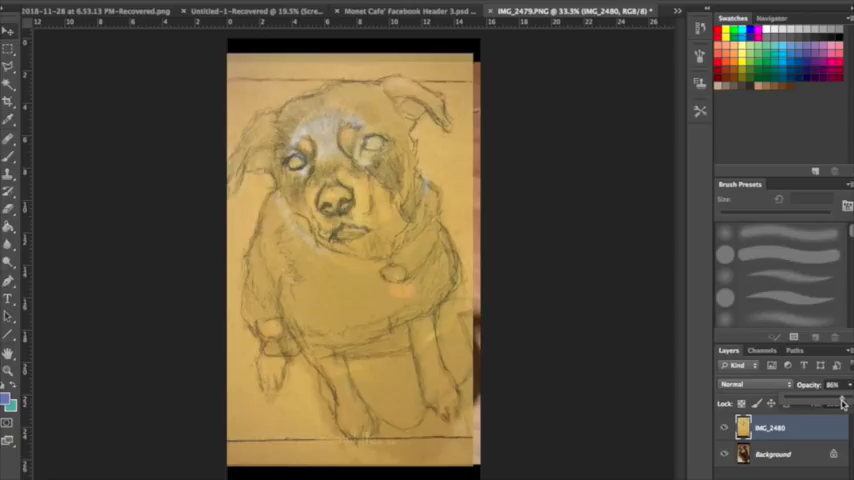 2018-11-28 at 6.53.13 PM-Recovered.png
Untitled-1-Recovered @ 19.5% (Scre...
Monet Cafe' Facebook Header 3.psd ...
IMG_2479.PNG @ 33.3% (IMG_2480, RGB/8) *
Swatches
Navigator
Brush Presets
Size:
Layers
Channels
Paths
Kind
Normal
Opacity: 86%
Lock:
IMG_2480
Background